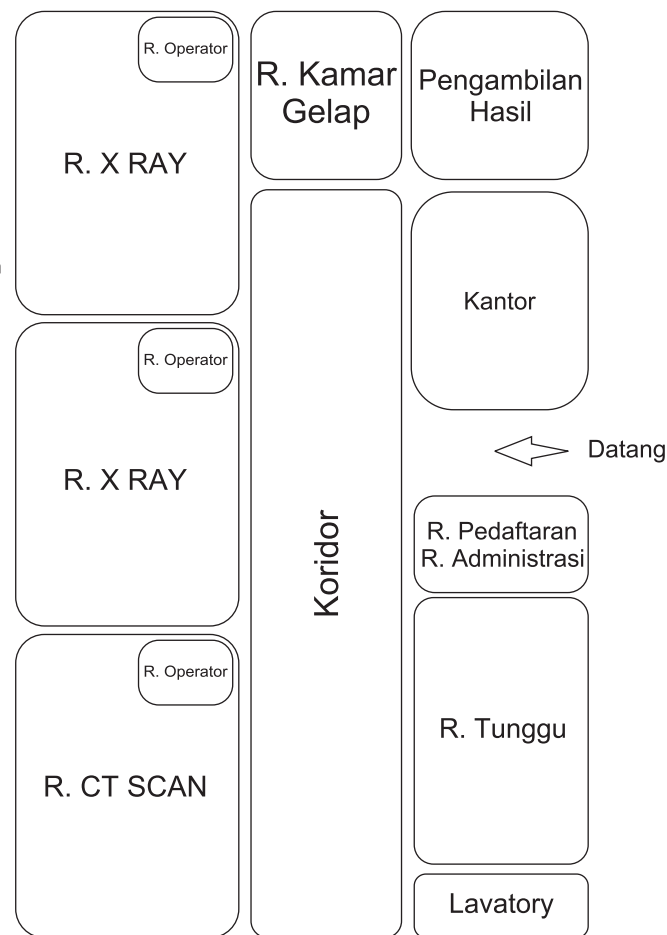 R. Operator
R. X RAY
R. Operator
R. X RAY
R. Operator
R. CT SCAN
R. Kamar
Gelap
Koridor
Pengambilan
Hasil
Kantor
Datang
R. Pedaftaran
R. Administrasi
R. Tunggu
Lavatory